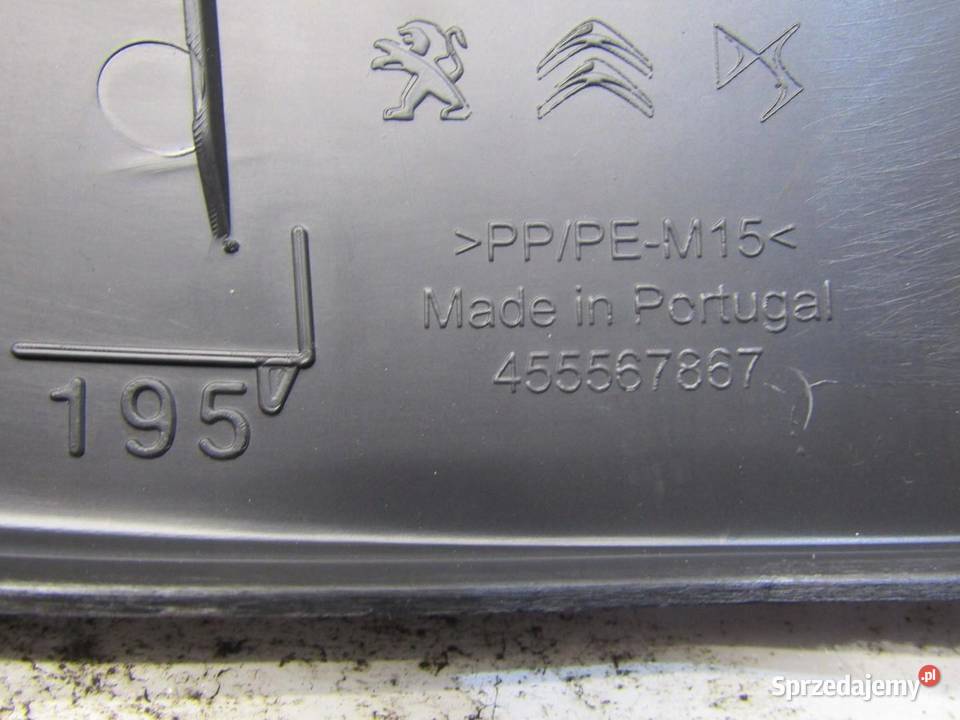 >PP/PE-M15<
Made in Portugal
455567867
195
Sprzedajemy.pl